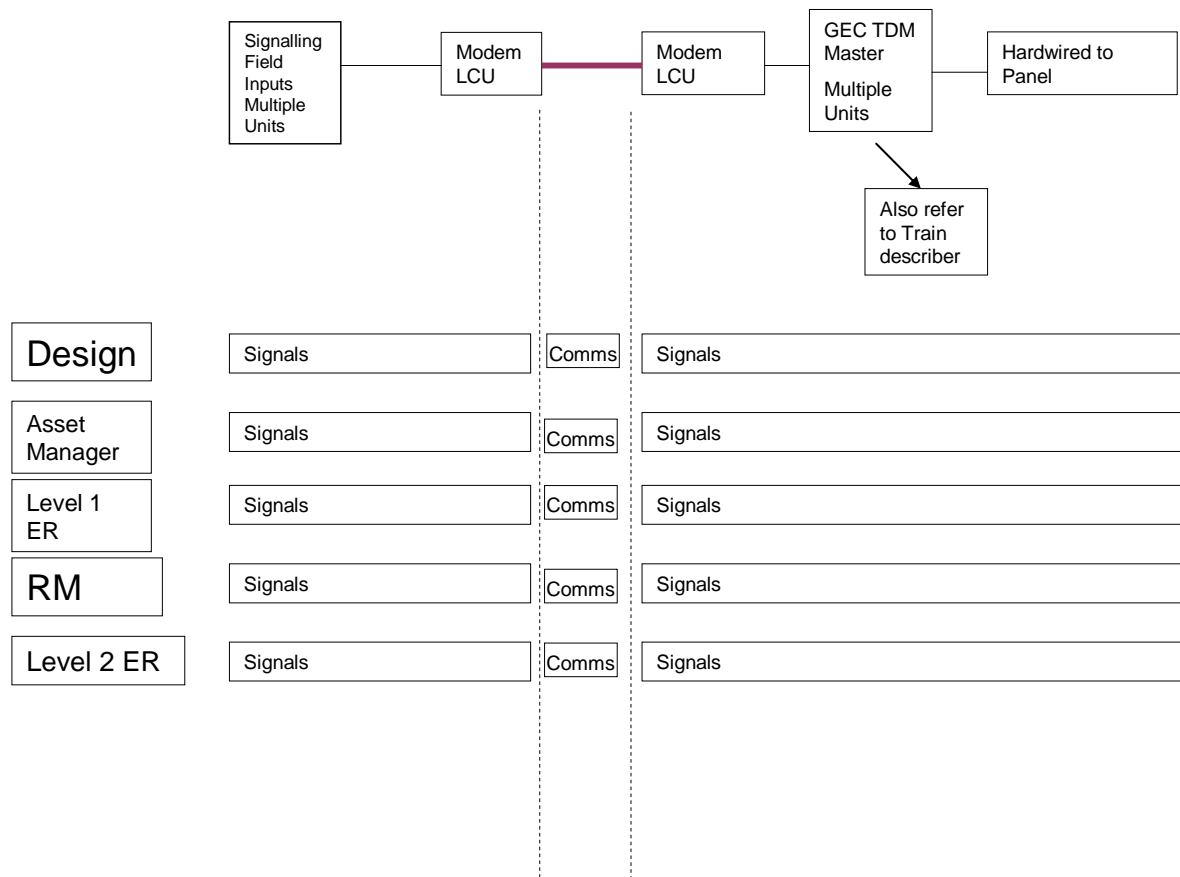 Signalling
Field
Inputs
Multiple
Units
Modem
LCU
Modem
LCU
GEC TDM
Master
Multiple
Units
Hardwired to
Panel
Also refer
to Train
describer
Design
Signals
Comms
Signals
Asset
Manager
Signals
Comms
Signals
Level 1
ER
Signals
Comms
Signals
RM
Signals
Comms
Signals
Level 2 ER
Signals
Comms
Signals